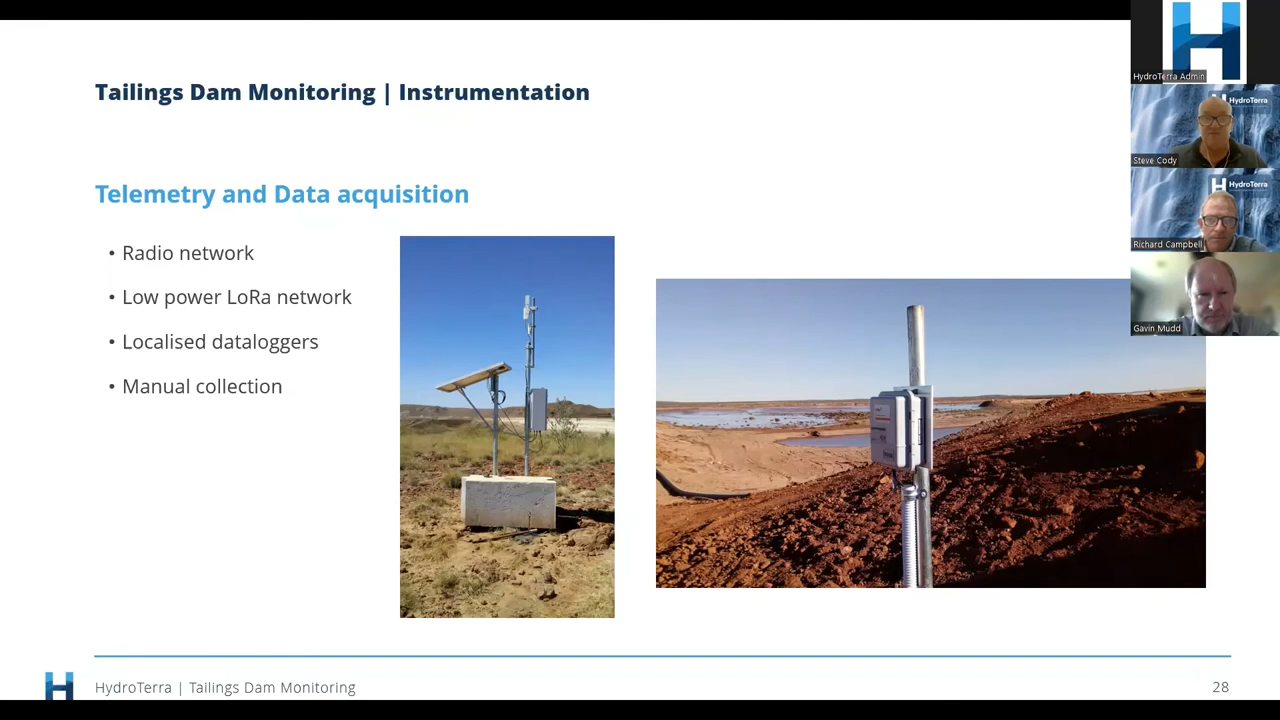 Tailings Dam Monitoring | Instrumentation
Telemetry and Data acquisition
• Radio network
• Low power LoRa network
• Localised dataloggers
• Manual collection
HydroTerra Admin
HydroTerra
Steve Cody
HydroTerra
Richard Campbell
Gavin Mudd
HydroTerra | Tailings Dam Monitoring
28